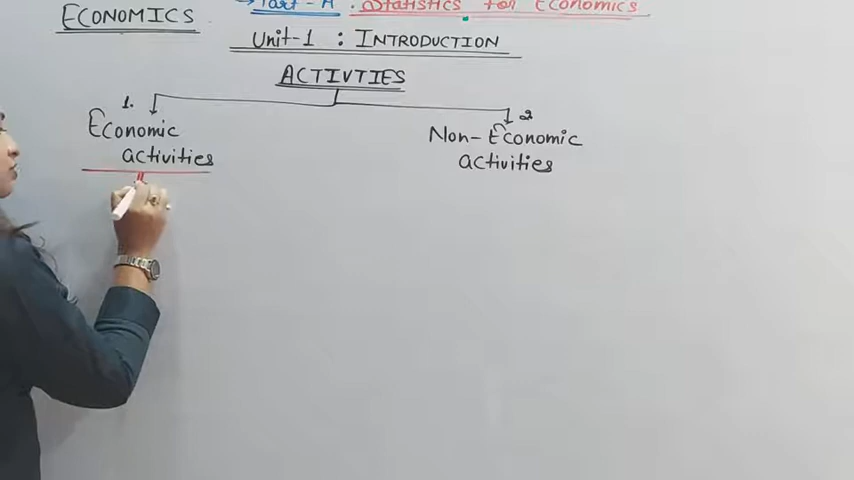 ECONOMICS
Part-A : Statistics for Economics
Unit-1 : INTRODUCTION
ACTIVTIES
1. 2
Economic Non-Economic
activities activities